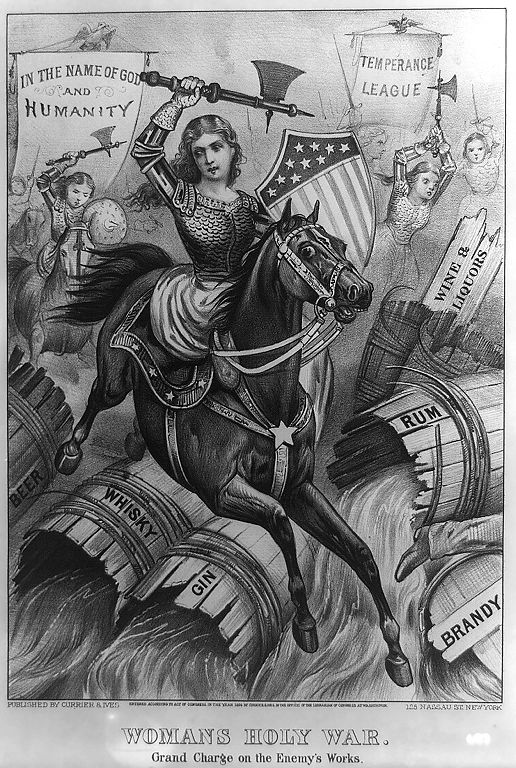 IN THE NAME OF GOD
AND
HUMANITY
TEMPERANCE
LEAGUE
WINE &
LIQUORS
RUM
BEER
WHISKY
GIN
BRANDY
PUBLISHED BY CURRIER & IVES
ENTERED ACCORDING TO ACT OF CONGRESS, IN THE YEAR 1874 BY CURRIER & IVES, IN THE OFFICE OF THE LIBRARIAN OF CONGRESS, AT WASHINGTON.
125 NASSAU ST. NEW YORK
WOMANS HOLY WAR.
Grand Charge on the Enemy's Works.